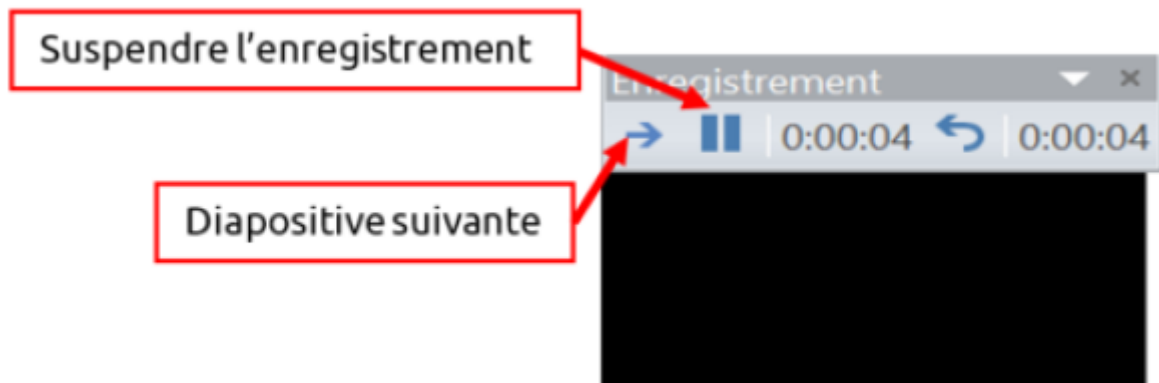 Suspendre l'enregistrement
Enregistrement
0:00:04 0:00:04
Diapositive suivante